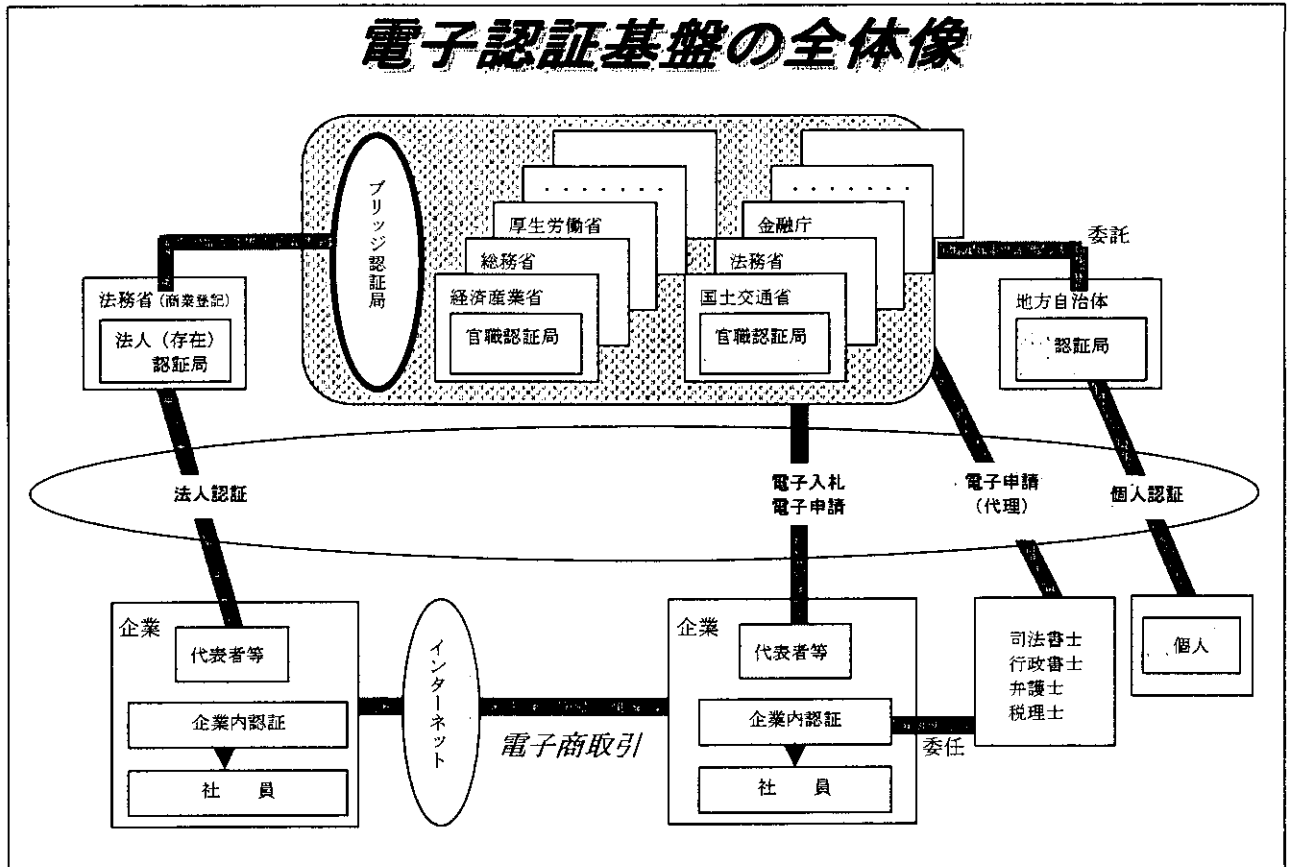 電子認証基盤の全体像
ブリッジ認証局
. . . . . . .
厚生労働省
総務省
経済産業省
官職認証局
. . . . . . .
金融庁
法務省
国土交通省
官職認証局
委託
法務省(商業登記)
法人(存在)
認証局
地方自治体
認証局
法人認証
電子入札
電子申請
電子申請
(代理)
個人認証
企業
代表者等
企業内認証
社　員
インターネット
電子商取引
企業
代表者等
企業内認証
社　員
委任
司法書士
行政書士
弁護士
税理士
個人